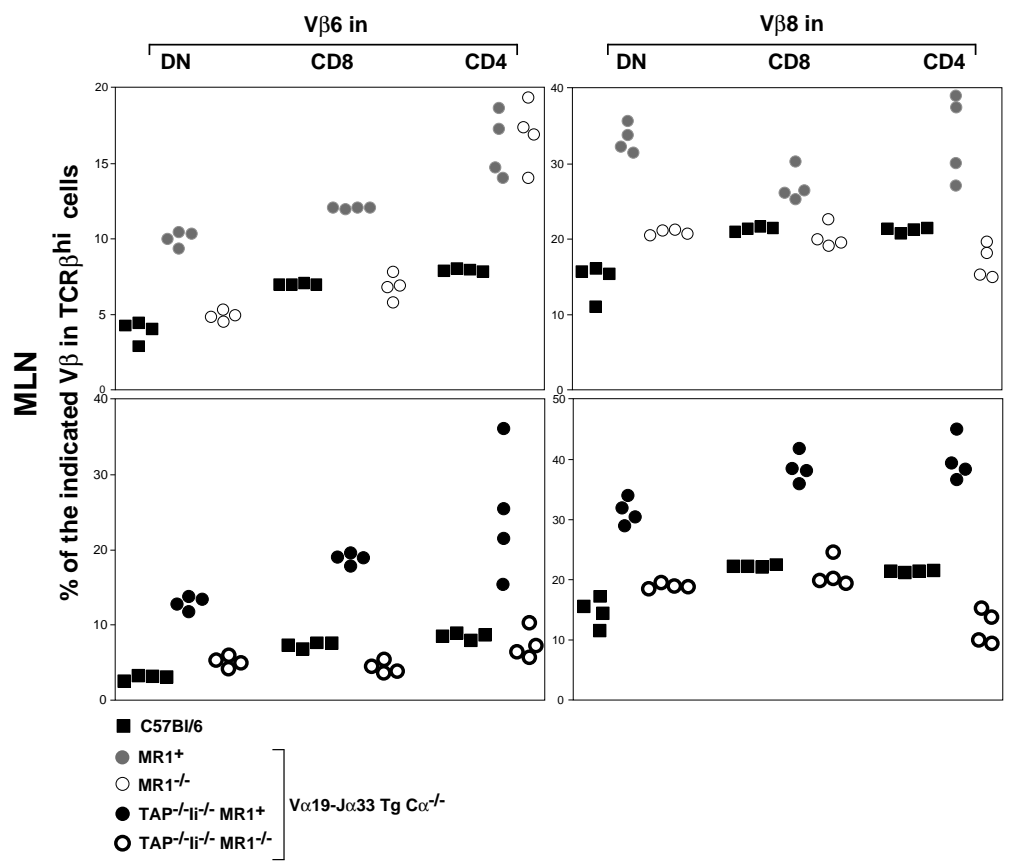 Vβ6 in
Vβ8 in
DN CD8 CD4
DN CD8 CD4
MLN
% of the indicated Vβ in TCRβhi cells
20
15
10
5
0
40
30
20
10
0
40
30
20
10
0
50
40
30
20
10
0
C57Bl/6
MR1+
MR1-/-
TAP-/-Ii-/- MR1+
TAP-/-Ii-/- MR1-/-
Vα19-Jα33 Tg Cα-/-